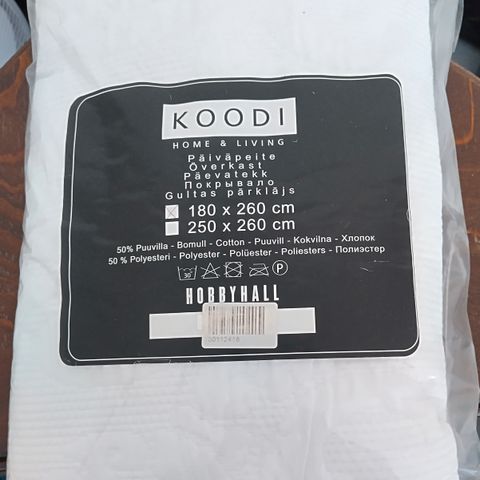 KOODI
HOME & LIVING
Päiväpeite
Överkast
Päevatekk
Покрывало
Gultas pārklājs
180 x 260 cm
250 x 260 cm
50% Puuvilla - Bomull - Cotton - Puuvill - Kokvilna - Хлопок
50 % Polyesteri - Polyester - Polüester - Poliesters - Полиэстер
30
P
HOBBYHALL